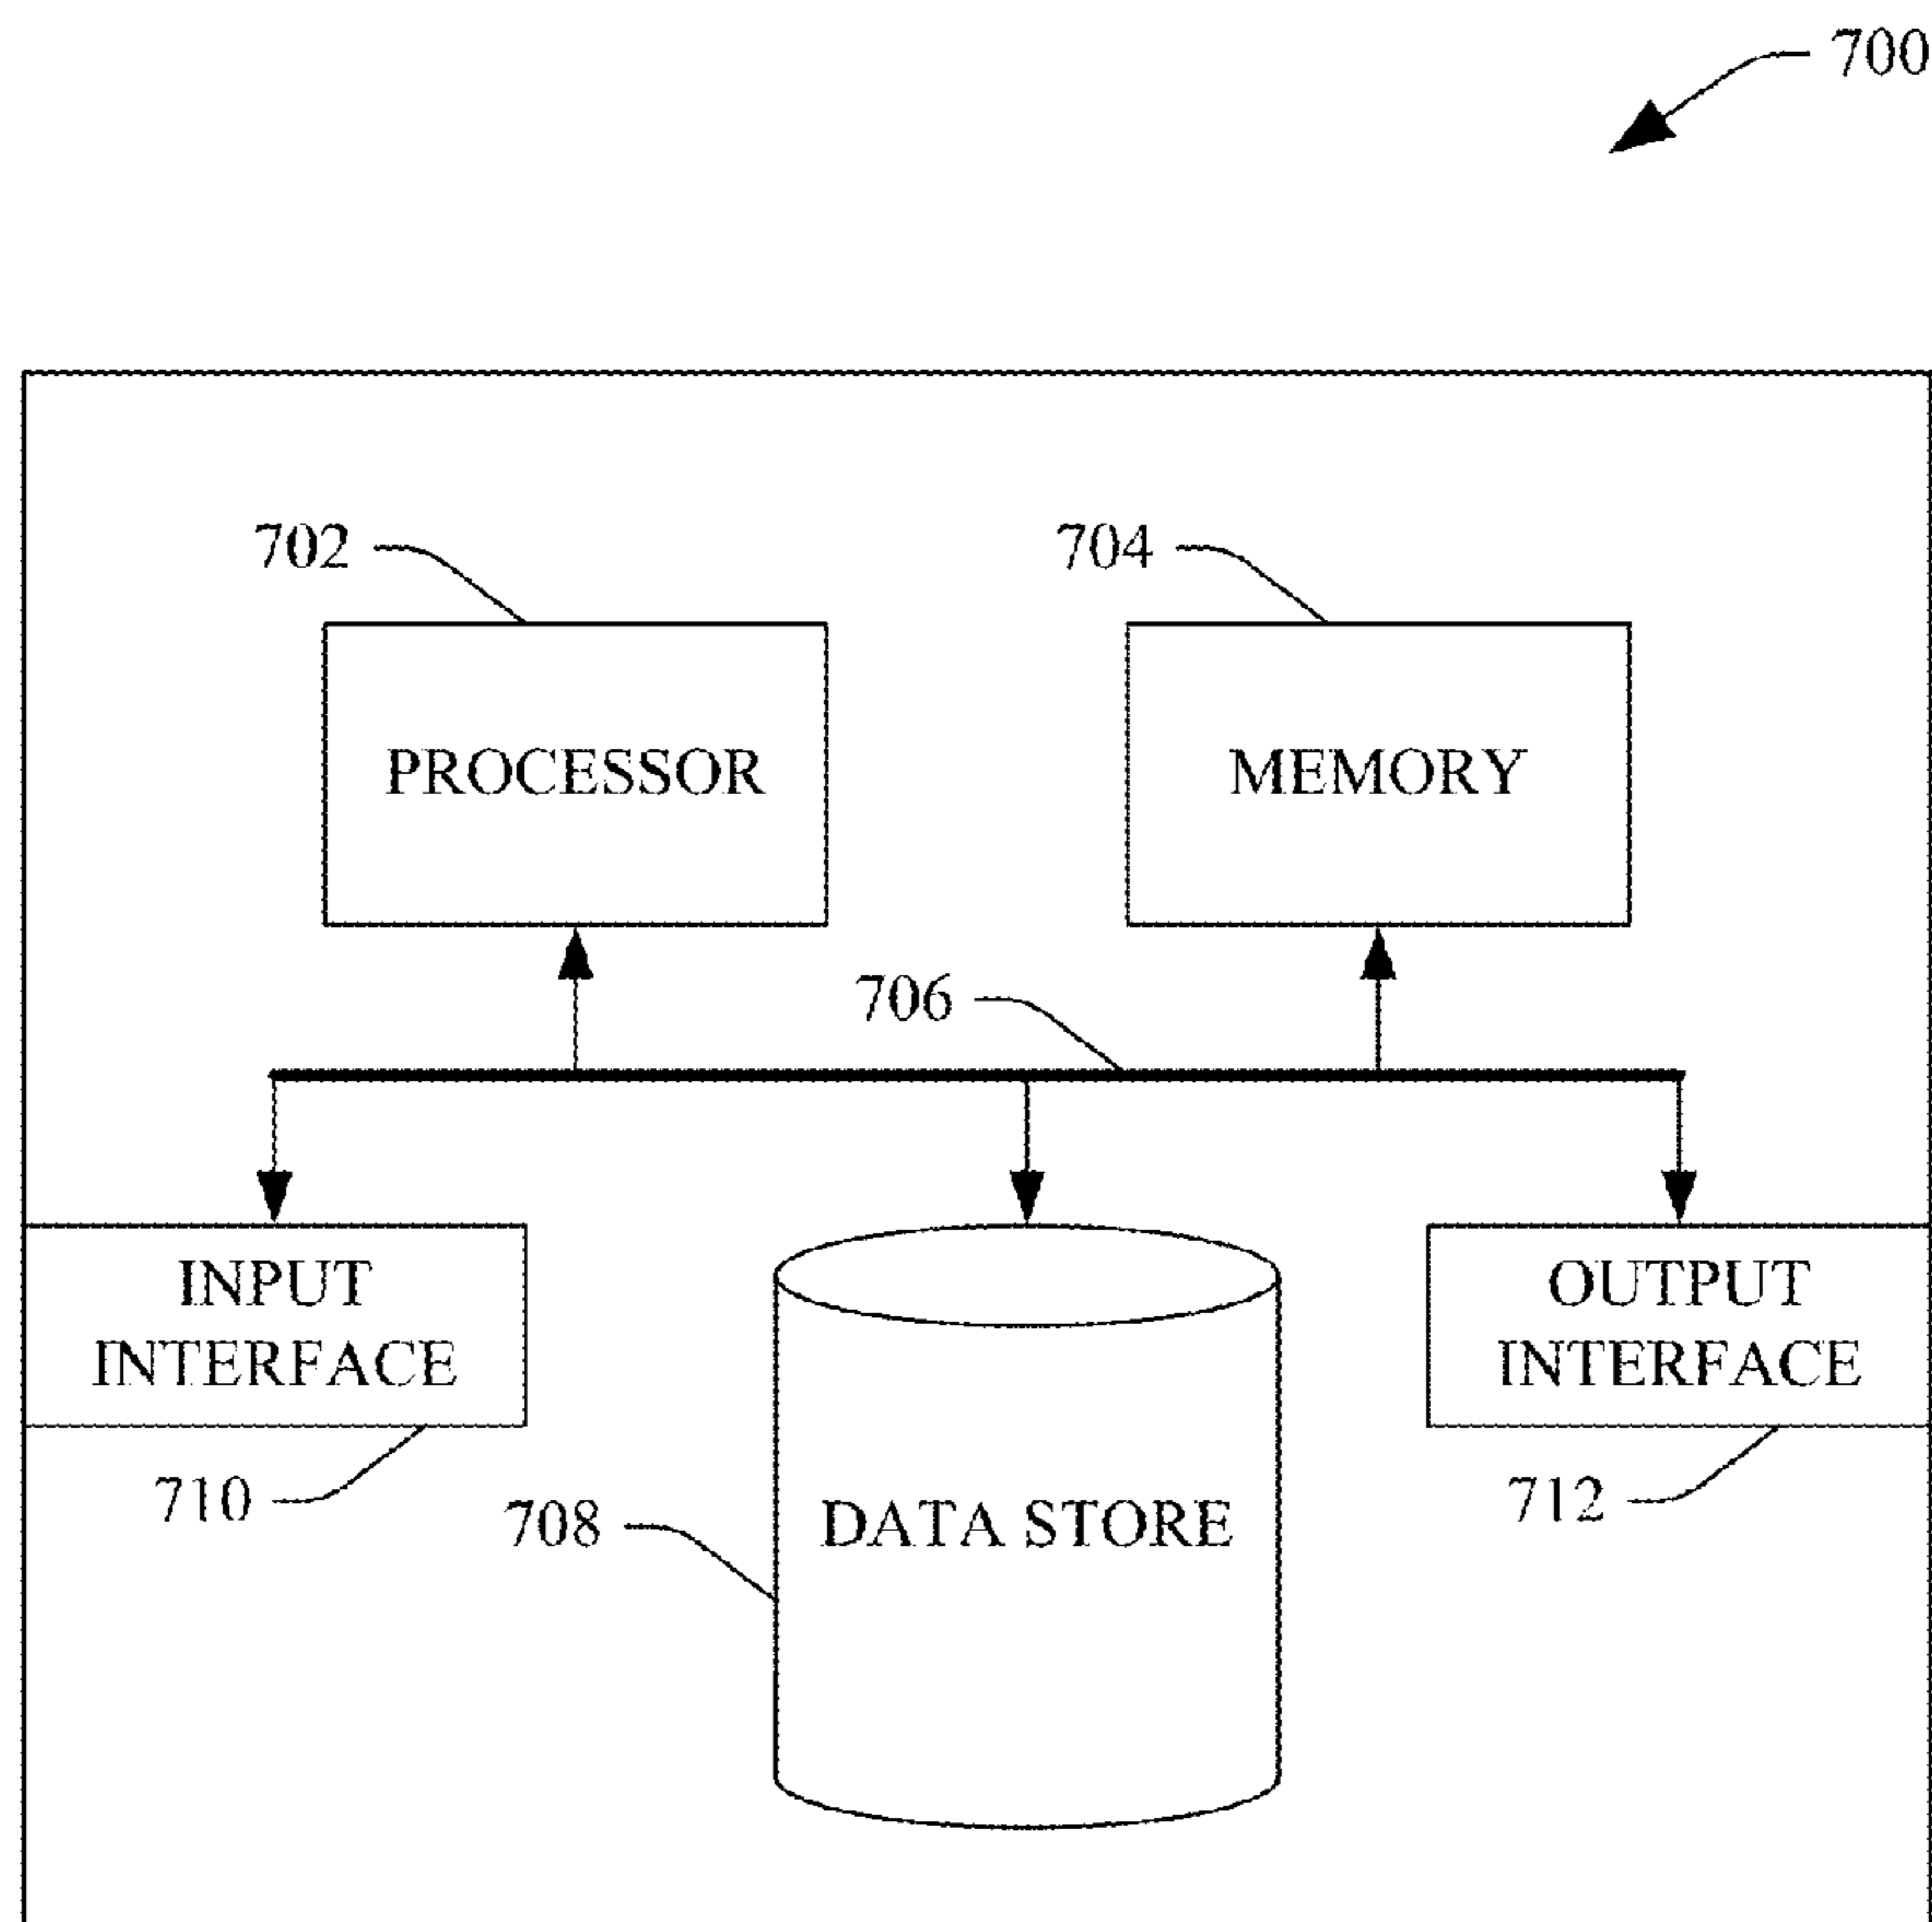 700
702
704
PROCESSOR
MEMORY
706
INPUT
INTERFACE
OUTPUT
INTERFACE
710
708
DATA STORE
712